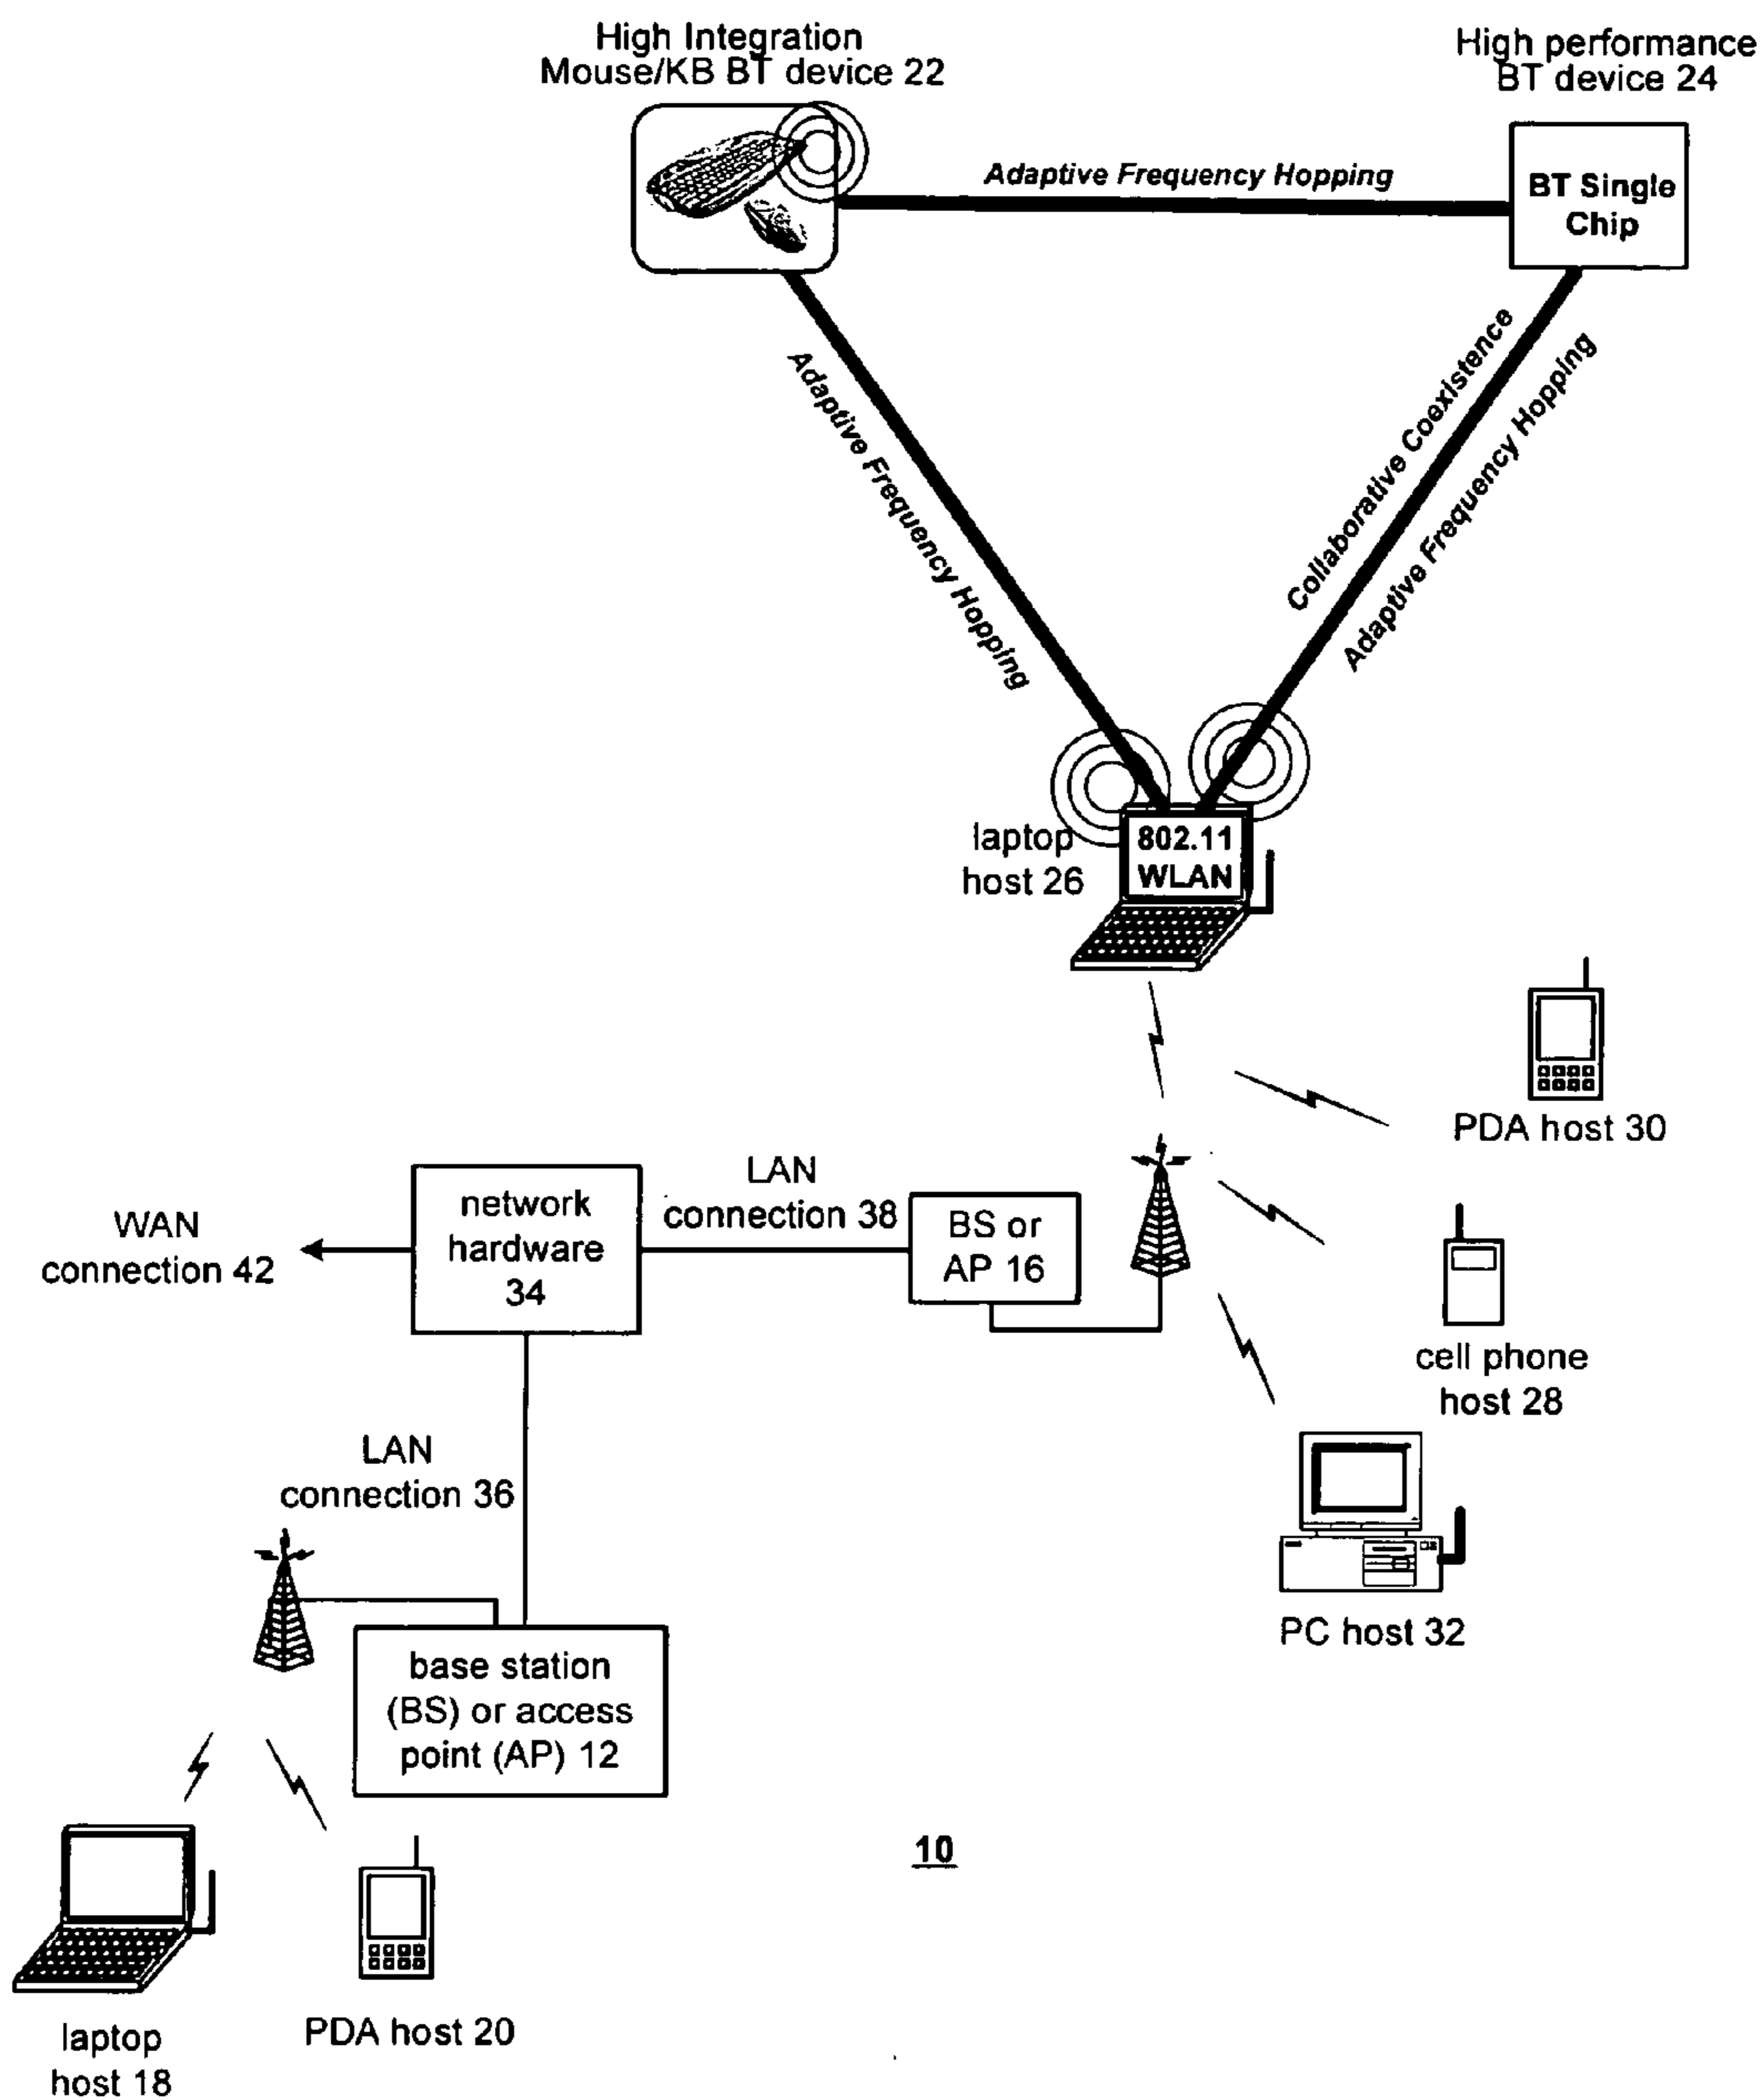 High Integration
Mouse/KB BT device 22
High performance
BT device 24
Adaptive Frequency Hopping
BT Single
Chip
Adaptive Frequency Hopping
Collaborative Coexistence
Adaptive Frequency Hopping
laptop
host 26
802.11
WLAN
PDA host 30
LAN
connection 38
network
hardware
34
WAN
connection 42
BS or
AP 16
cell phone
host 28
LAN
connection 36
PC host 32
base station
(BS) or access
point (AP) 12
10
PDA host 20
laptop
host 18